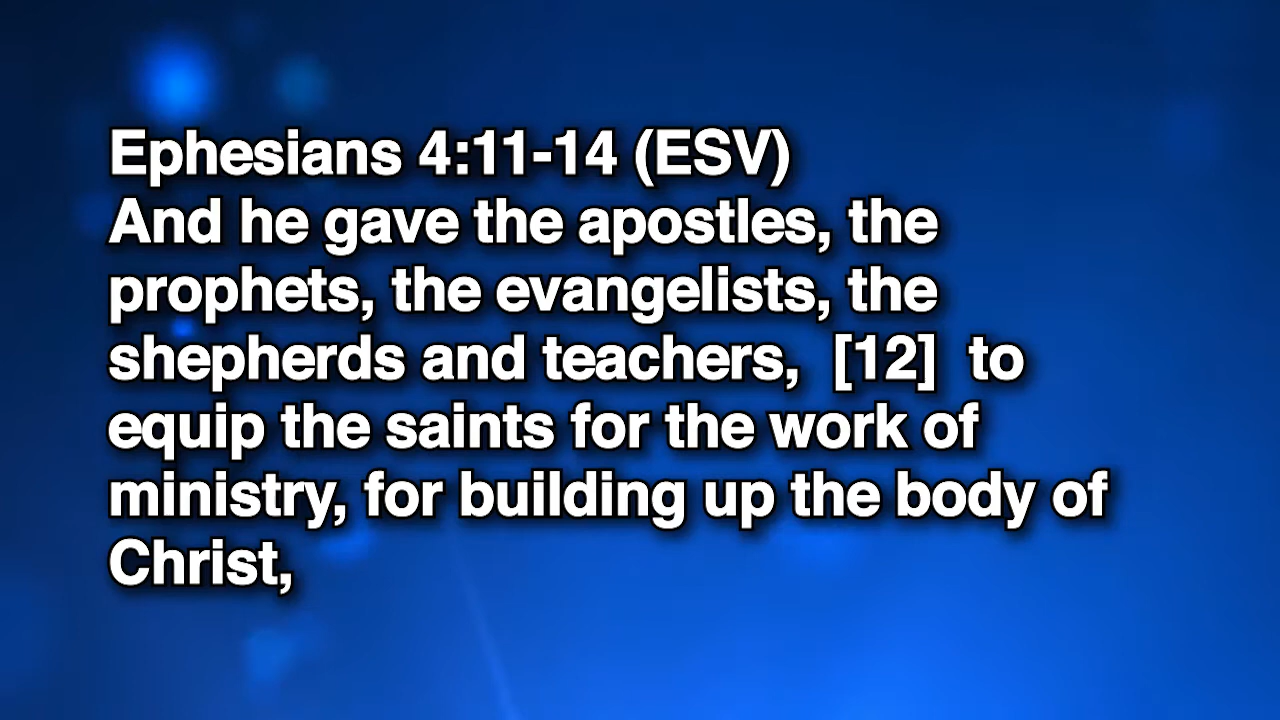 Ephesians 4:11-14 (ESV)
And he gave the apostles, the
prophets, the evangelists, the
shepherds and teachers,  [12]  to
equip the saints for the work of
ministry, for building up the body of
Christ,